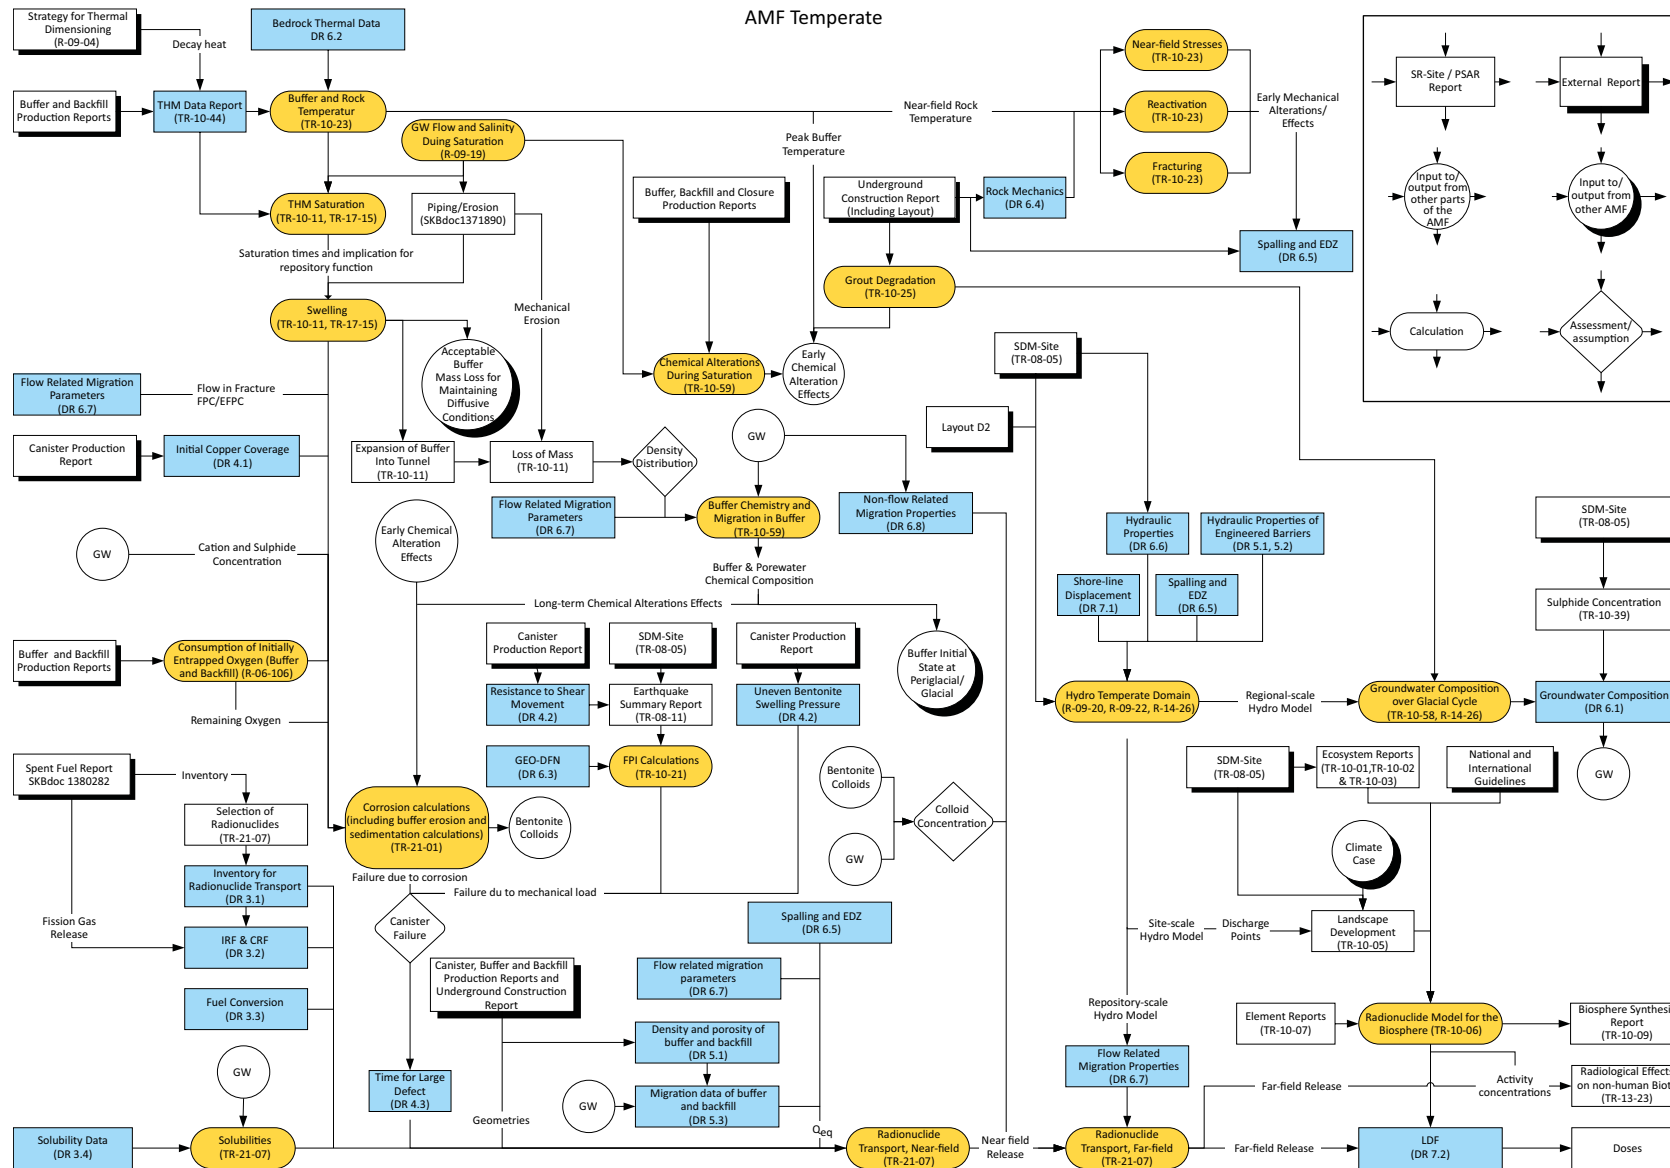 AMF Temperate
Strategy for Thermal
Dimensioning
(R-09-04)
Decay heat
Bedrock Thermal Data
DR 6.2
Buffer and Backfill
Production Reports
THM Data Report
(TR-10-44)
Buffer and Rock
Temperatur
(TR-10-23)
GW Flow and Salinity
Duing Saturation
(R-09-19)
Near-field Rock
Temperature
Peak Buffer
Temperature
Near-field Stresses
(TR-10-23)
Reactivation
(TR-10-23)
Fracturing
(TR-10-23)
Early Mechanical
Alterations/
Effects
SR-Site / PSAR
Report
External Report
Input to/
output from
other parts
of the
AMF
Input to/
output from
other AMF
Calculation
Assessment/
assumption
THM Saturation
(TR-10-11, TR-17-15)
Piping/Erosion
(SKBdoc1371890)
Buffer, Backfill and Closure
Production Reports
Underground
Construction Report
(Including Layout)
Rock Mechanics
(DR 6.4)
Spalling and EDZ
(DR 6.5)
Saturation times and implication for
repository function
Grout Degradation
(TR-10-25)
Swelling
(TR-10-11, TR-17-15)
Mechanical
Erosion
Acceptable
Buffer
Mass Loss for
Maintaining
Diffusive
Conditions
Chemical Alterations
During Saturation
(TR-10-59)
Early
Chemical
Alteration
Effects
SDM-Site
(TR-08-05)
Flow Related Migration
Parameters
(DR 6.7)
Flow in Fracture
FPC/EFPC
Layout D2
Canister Production
Report
Initial Copper Coverage
(DR 4.1)
Expansion of Buffer
Into Tunnel
(TR-10-11)
Loss of Mass
(TR-10-11)
Density
Distribution
GW
Flow Related Migration
Parameters
(DR 6.7)
Buffer Chemistry and
Migration in Buffer
(TR-10-59)
Non-flow Related
Migration Properties
(DR 6.8)
Early Chemical
Alteration
Effects
Hydraulic
Properties
(DR 6.6)
Hydraulic Properties of
Engineered Barriers
(DR 5.1, 5.2)
SDM-Site
(TR-08-05)
GW
Cation and Sulphide
Concentration
Buffer & Porewater
Chemical Composition
Shore-line
Displacement
(DR 7.1)
Spalling and
EDZ
(DR 6.5)
Sulphide Concentration
(TR-10-39)
Long-term Chemical Alterations Effects
Buffer and Backfill
Production Reports
Consumption of Initially
Entrapped Oxygen (Buffer
and Backfill) (R-06-106)
Canister
Production Report
SDM-Site
(TR-08-05)
Canister Production
Report
Buffer Initial
State at
Periglacial/
Glacial
Resistance to Shear
Movement
(DR 4.2)
Earthquake
Summary Report
(TR-08-11)
Uneven Bentonite
Swelling Pressure
(DR 4.2)
Hydro Temperate Domain
(R-09-20, R-09-22, R-14-26)
Regional-scale
Hydro Model
Groundwater Composition
over Glacial Cycle
(TR-10-58, R-14-26)
Groundwater Composition
(DR 6.1)
Remaining Oxygen
Spent Fuel Report
SKBdoc 1380282
Inventory
GEO-DFN
(DR 6.3)
FPI Calculations
(TR-10-21)
Bentonite
Colloids
SDM-Site
(TR-08-05)
Ecosystem Reports
(TR-10-01,TR-10-02
& TR-10-03)
National and
International
Guidelines
GW
Selection of
Radionuclides
(TR-21-07)
Corrosion calculations
(including buffer erosion and
sedimentation calculations)
(TR-21-01)
Bentonite
Colloids
Colloid
Concentration
GW
Climate
Case
Inventory for
Radionuclide Transport
(DR 3.1)
Failure due to corrosion
Failure du to mechanical load
Fission Gas
Release
IRF & CRF
(DR 3.2)
Canister
Failure
Spalling and EDZ
(DR 6.5)
Site-scale
Hydro Model
Discharge
Points
Landscape
Development
(TR-10-05)
Canister, Buffer and Backfill
Production Reports and
Underground Construction
Report
Flow related migration
parameters
(DR 6.7)
Fuel Conversion
(DR 3.3)
Repository-scale
Hydro Model
Element Reports
(TR-10-07)
Radionuclide Model for the
Biosphere (TR-10-06)
Biosphere Synthesis
Report
(TR-10-09)
Density and porosity of
buffer and backfill
(DR 5.1)
Flow Related
Migration Properties
(DR 6.7)
GW
Time for Large
Defect
(DR 4.3)
GW
Migration data of buffer
and backfill
(DR 5.3)
Far-field Release
Activity
concentrations
Radiological Effects
on non-human Biot
(TR-13-23)
Geometries
Qeq
Solubility Data
(DR 3.4)
Solubilities
(TR-21-07)
Radionuclide
Transport, Near-field
(TR-21-07)
Near field
Release
Radionuclide
Transport, Far-field
(TR-21-07)
Far-field Release
LDF
(DR 7.2)
Doses